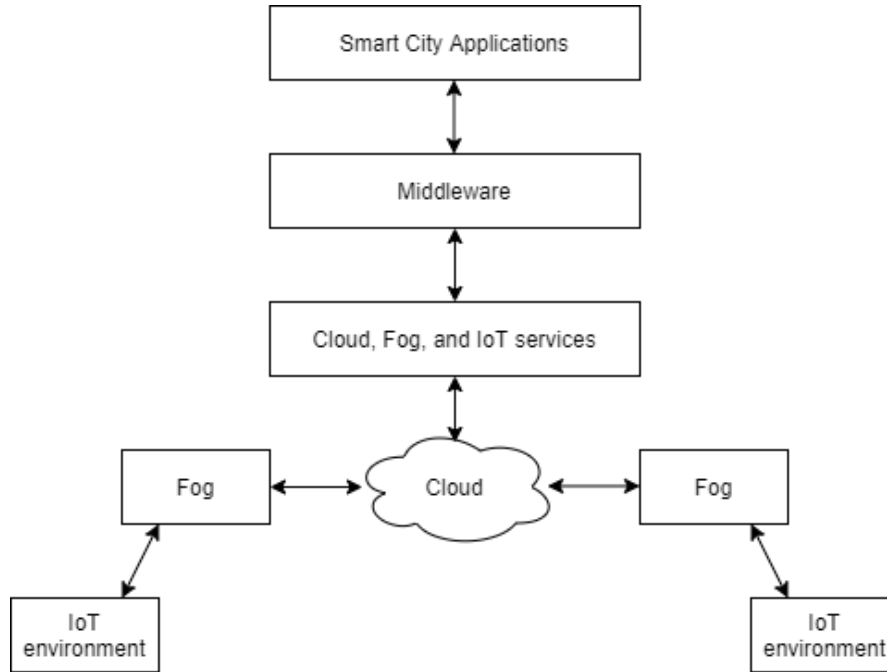 Smart City Applications
Middleware
Cloud, Fog, and IoT services
Fog
Cloud
Fog
IoT
environment
IoT
environment